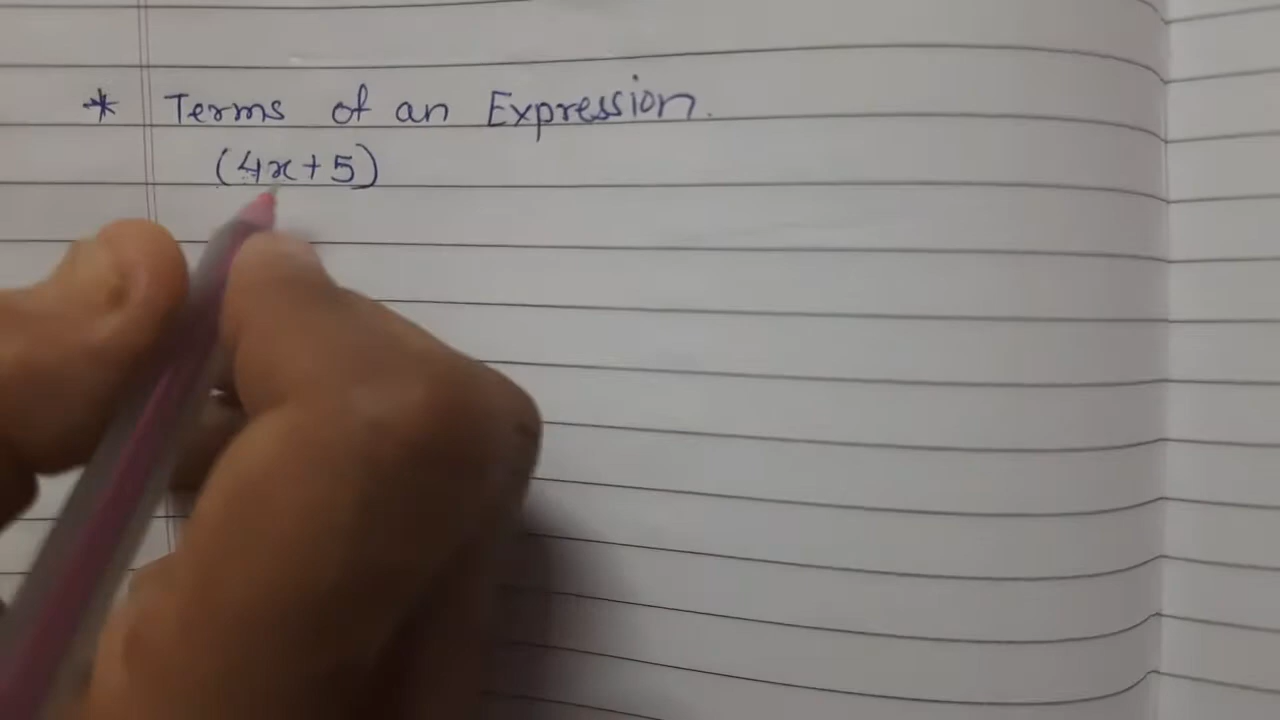 * Terms of an Expression.
(4x+5)